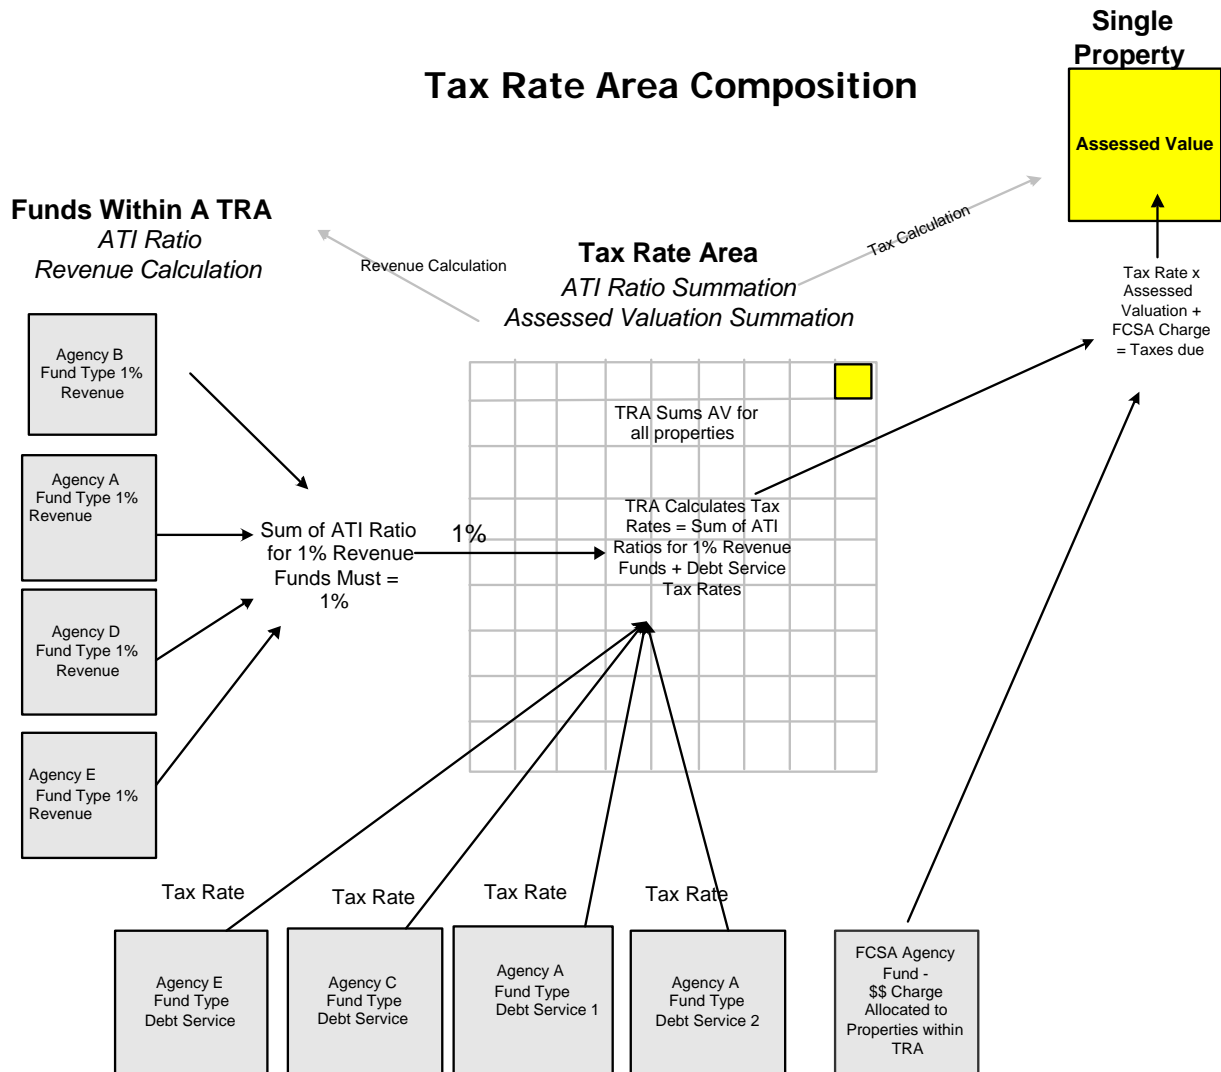 Single
Property
Tax Rate Area Composition
Assessed Value
Funds Within A TRA
ATI Ratio
Revenue Calculation
Revenue Calculation
Tax Rate Area
ATI Ratio Summation
Assessed Valuation Summation
Tax Calculation
Tax Rate x
Assessed
Valuation +
FCSA Charge
= Taxes due
Agency B
Fund Type 1%
Revenue
Agency A
Fund Type 1%
Revenue
Agency D
Fund Type 1%
Revenue
Agency E
Fund Type 1%
Revenue
Sum of ATI Ratio
for 1% Revenue
Funds Must =
1%
1%
TRA Sums AV for
all properties
TRA Calculates Tax
Rates = Sum of ATI
Ratios for 1% Revenue
Funds + Debt Service
Tax Rates
Tax Rate
Tax Rate
Tax Rate
Tax Rate
Agency E
Fund Type
Debt Service
Agency C
Fund Type
Debt Service
Agency A
Fund Type
Debt Service 1
Agency A
Fund Type
Debt Service 2
FCSA Agency
Fund -
$$ Charge
Allocated to
Properties within
TRA